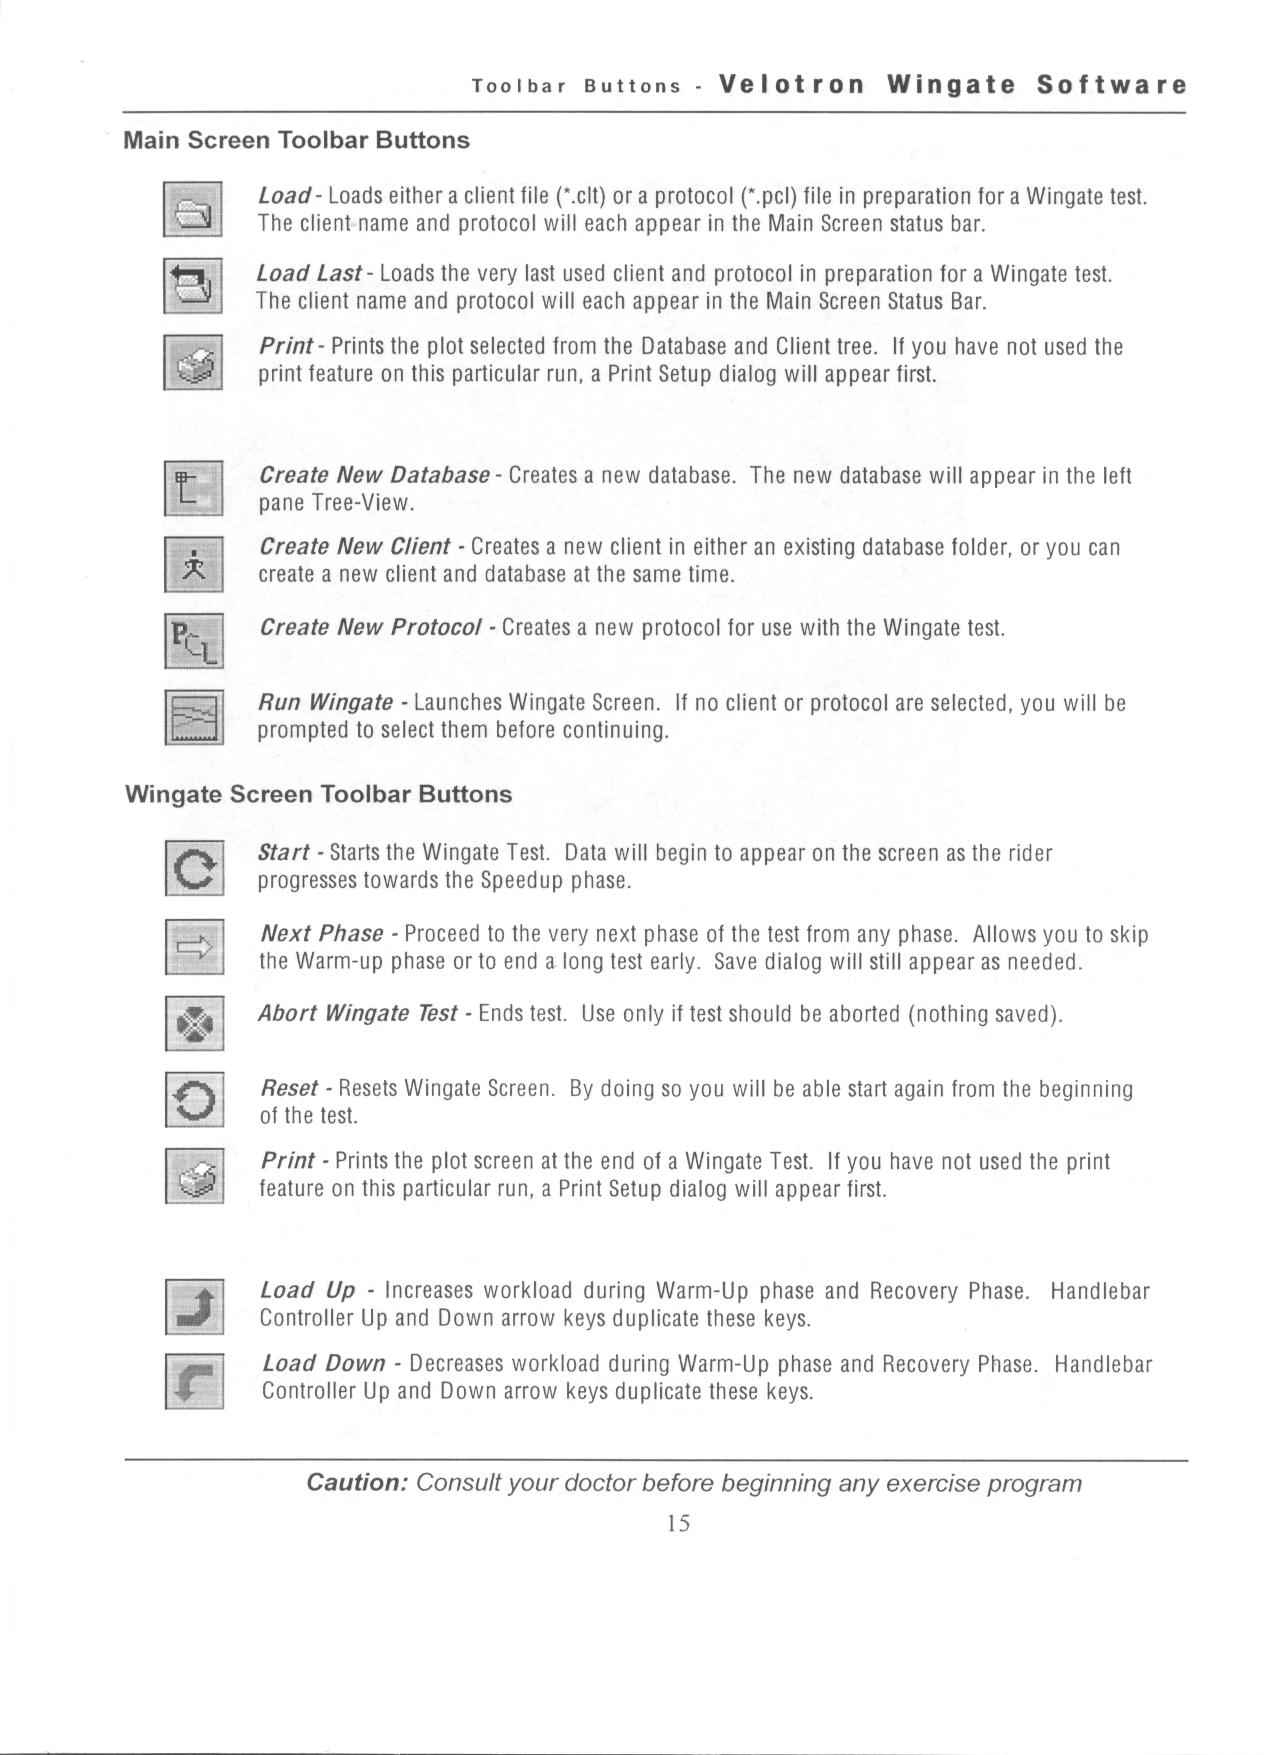 Toolbar Buttons - Velotron Wingate Software
Main Screen Toolbar Buttons
Load - Loads either a client file (*.clt) or a protocol (*.pcl) file in preparation for a Wingate test.
The client name and protocol will each appear in the Main Screen status bar.
Load Last - Loads the very last used client and protocol in preparation for a Wingate test.
The client name and protocol will each appear in the Main Screen Status Bar.
Print - Prints the plot selected from the Database and Client tree. If you have not used the
print feature on this particular run, a Print Setup dialog will appear first.
Create New Database - Creates a new database. The new database will appear in the left
pane Tree-View.
Create New Client - Creates a new client in either an existing database folder, or you can
create a new client and database at the same time.
PCL
Create New Protocol - Creates a new protocol for use with the Wingate test.
Run Wingate - Launches Wingate Screen. If no client or protocol are selected, you will be
prompted to select them before continuing.
Wingate Screen Toolbar Buttons
Start - Starts the Wingate Test. Data will begin to appear on the screen as the rider
progresses towards the Speedup phase.
Next Phase - Proceed to the very next phase of the test from any phase. Allows you to skip
the Warm-up phase or to end a long test early. Save dialog will still appear as needed.
Abort Wingate Test - Ends test. Use only if test should be aborted (nothing saved).
Reset - Resets Wingate Screen. By doing so you will be able start again from the beginning
of the test.
Print - Prints the plot screen at the end of a Wingate Test. If you have not used the print
feature on this particular run, a Print Setup dialog will appear first.
Load Up - Increases workload during Warm-Up phase and Recovery Phase. Handlebar
Controller Up and Down arrow keys duplicate these keys.
Load Down - Decreases workload during Warm-Up phase and Recovery Phase. Handlebar
Controller Up and Down arrow keys duplicate these keys.
Caution: Consult your doctor before beginning any exercise program
15